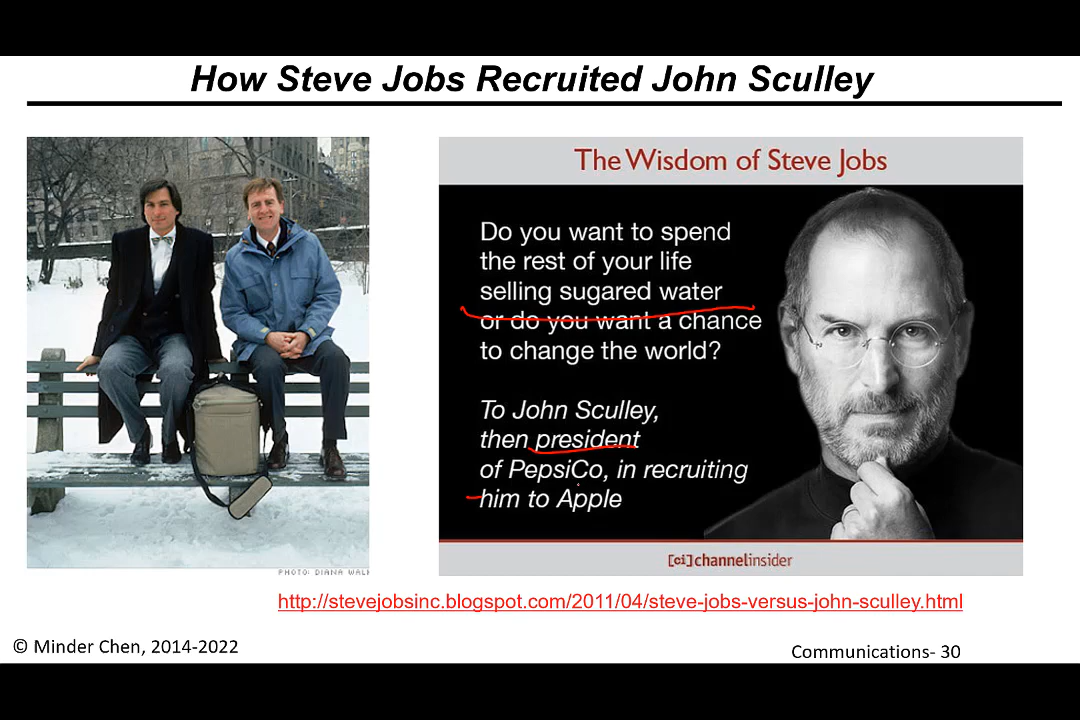 How Steve Jobs Recruited John Sculley
The Wisdom of Steve Jobs
Do you want to spend
the rest of your life
selling sugared water
or do you want a chance
to change the world?
To John Sculley,
then president
of PepsiCo, in recruiting
him to Apple
[ci]channelinsider
PHOTO: DIANA WALK
http://stevejobsinc.blogspot.com/2011/04/steve-jobs-versus-john-sculley.html
© Minder Chen, 2014-2022
Communications- 30